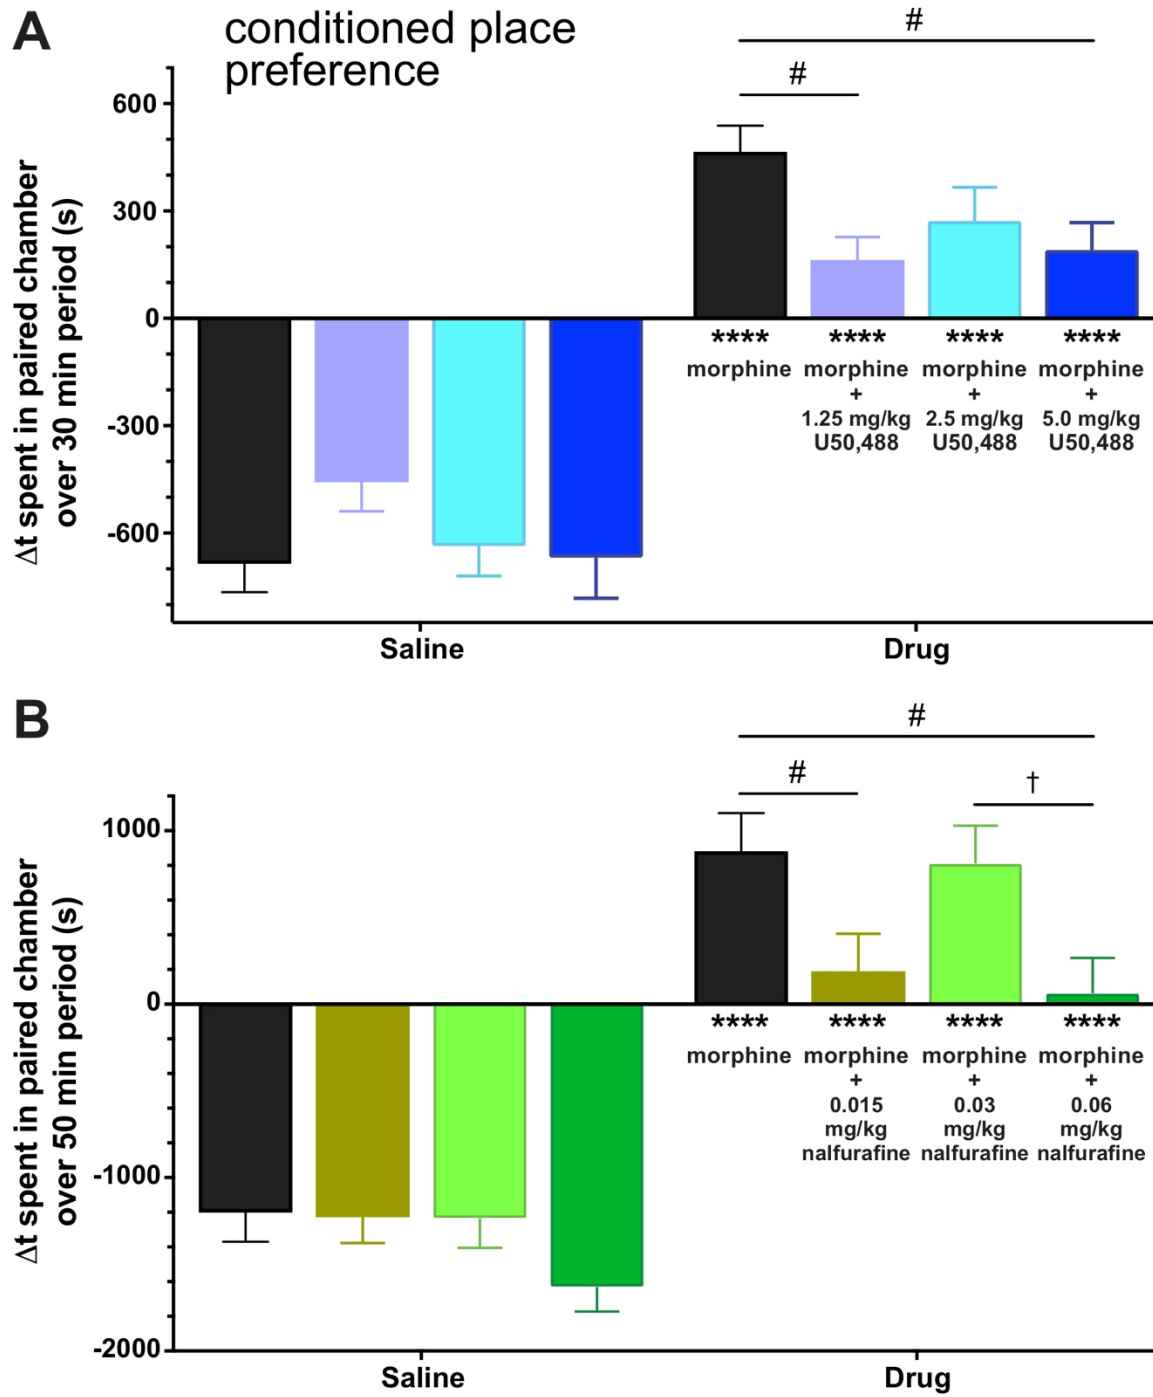 A
conditioned place
preference
#
#
600
300
0
-300
-600
Δt spent in paired chamber
over 30 min period (s)
**** **** **** ****
morphine morphine morphine morphine
+ + +
1.25 mg/kg 2.5 mg/kg 5.0 mg/kg
U50,488 U50,488 U50,488
Saline Drug
B
#
#
†
1000
0
-1000
-2000
Δt spent in paired chamber
over 50 min period (s)
**** **** **** ****
morphine morphine morphine morphine
+ + +
0.015 0.03 0.06
mg/kg mg/kg mg/kg
nalfurafine nalfurafine nalfurafine
Saline Drug